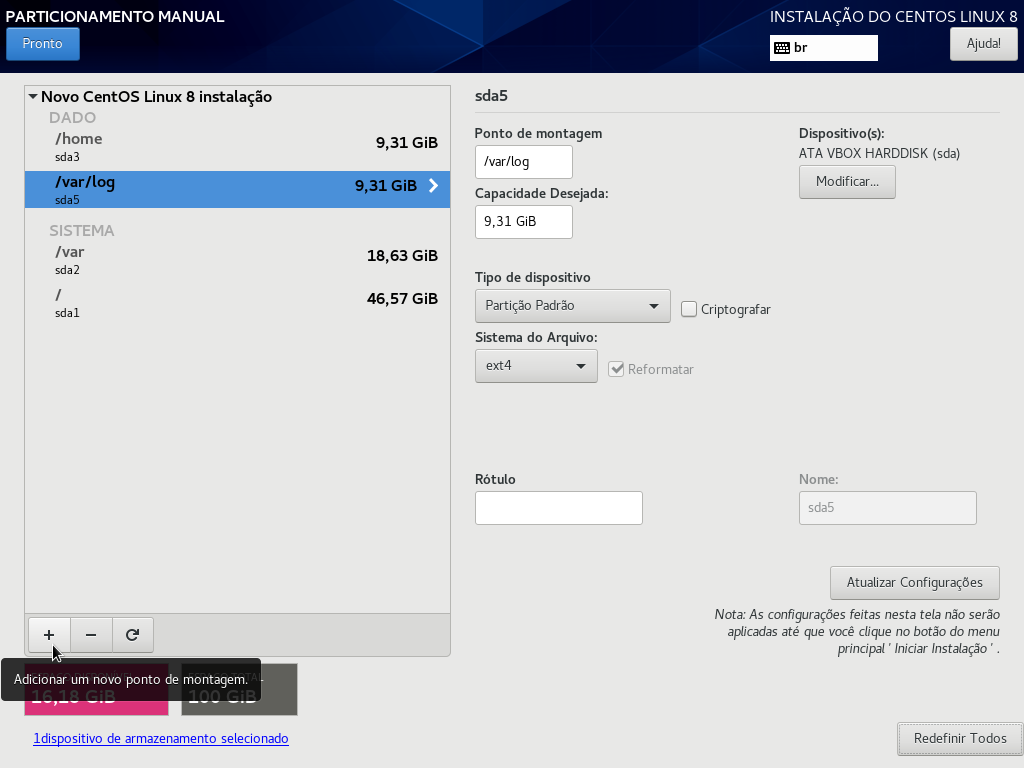 PARTICIONAMENTO MANUAL
INSTALAÇÃO DO CENTOS LINUX 8
Pronto
br
Ajuda!
Novo CentOS Linux 8 instalação
DADO
/home
9,31 GiB
sda3
/var/log
9,31 GiB
sda5
SISTEMA
/var
18,63 GiB
sda2
/
46,57 GiB
sda1
sda5
Ponto de montagem
/var/log
Dispositivo(s):
ATA VBOX HARDDISK (sda)
Modificar...
Capacidade Desejada:
9,31 GiB
Tipo de dispositivo
Partição Padrão
Criptografar
Sistema do Arquivo:
ext4
Reformatar
Rótulo
Nome:
sda5
Atualizar Configurações
Nota: As configurações feitas nesta tela não serão
aplicadas até que você clique no botão do menu
principal ' Iniciar Instalação ' .
+
−
Adicionar um novo ponto de montagem.
16,18 GiB
100 GiB
1dispositivo de armazenamento selecionado
Redefinir Todos